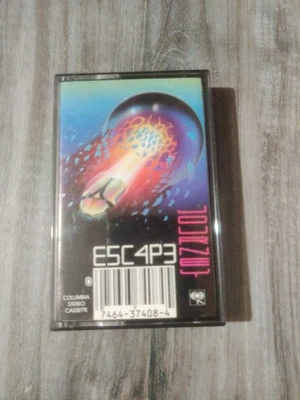 E5C4P3
JOURNEY
COLUMBIA
STEREO
CASSETTE
7464-37408-4